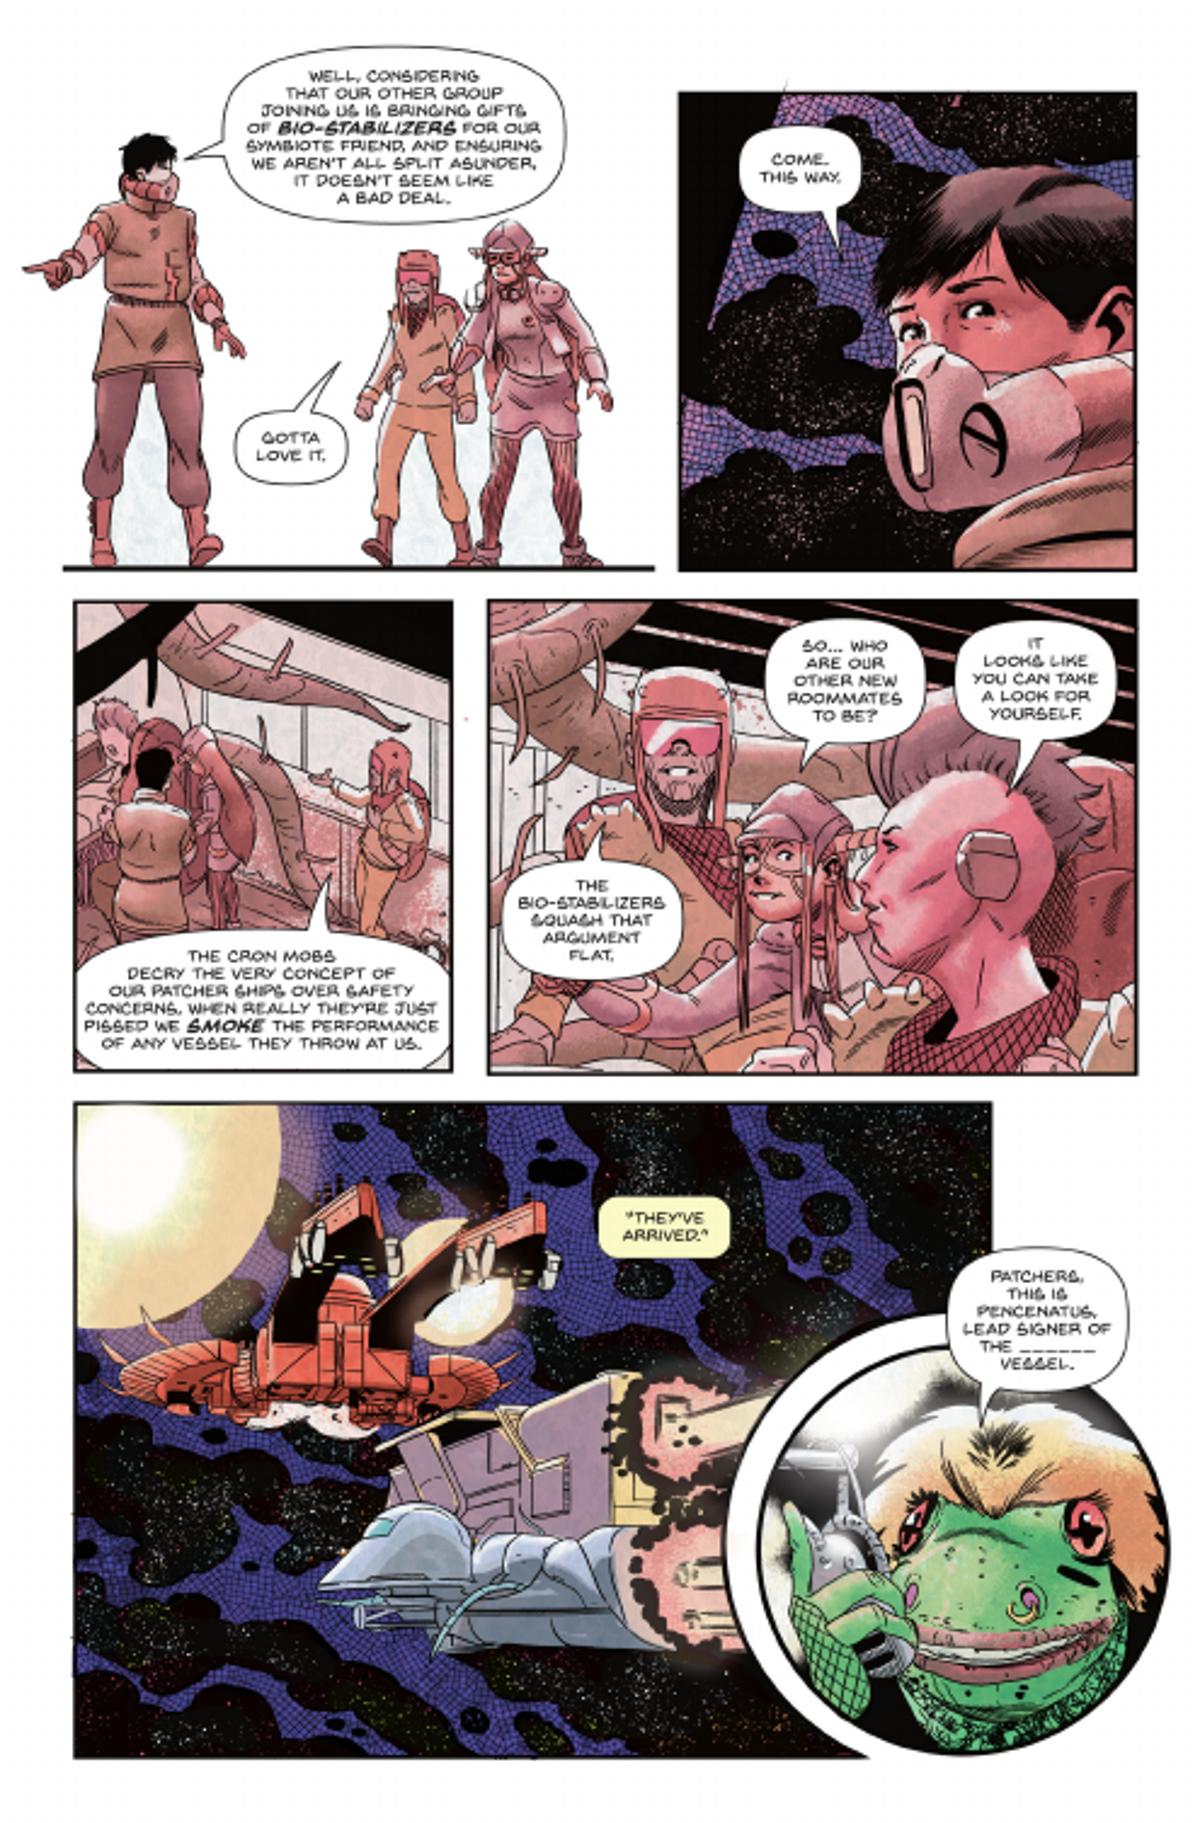 WELL, CONSIDERING
THAT OUR OTHER GROUP
JOINING US IS BRINGING GIFTS
OF BIO-STABILIZERS FOR OUR
SYMBIOTE FRIEND, AND ENSURING
WE AREN'T ALL SPLIT ASUNDER,
IT DOESN'T SEEM LIKE
A BAD DEAL.
GOTTA
LOVE IT.
COME.
THIS WAY.
THE CRON MOBS
DECRY THE VERY CONCEPT OF
OUR PATCHER SHIPS OVER SAFETY
CONCERNS, WHEN REALLY THEY'RE JUST
PISSED WE SMOKE THE PERFORMANCE
OF ANY VESSEL THEY THROW AT US.
THE
BIO-STABILIZERS
SQUASH THAT
ARGUMENT
FLAT.
SO... WHO
ARE OUR
OTHER NEW
ROOMMATES
TO BE?
IT
LOOKS LIKE
YOU CAN TAKE
A LOOK FOR
YOURSELF.
"THEY'VE
ARRIVED."
PATCHERS,
THIS IS
PENCENATUS,
LEAD SIGNER OF
THE ______
VESSEL.